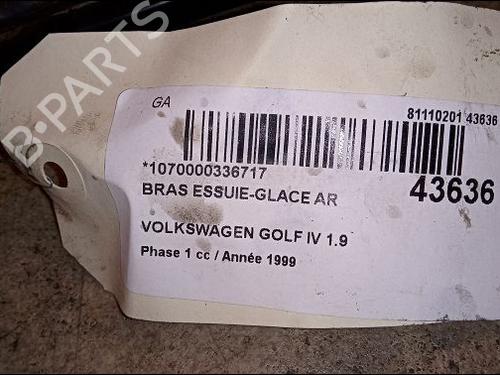 B-PARTS
GA
81110201 43636
*1070000336717
BRAS ESSUIE-GLACE AR
43636
VOLKSWAGEN GOLF IV 1.9
Phase 1 cc / Année 1999